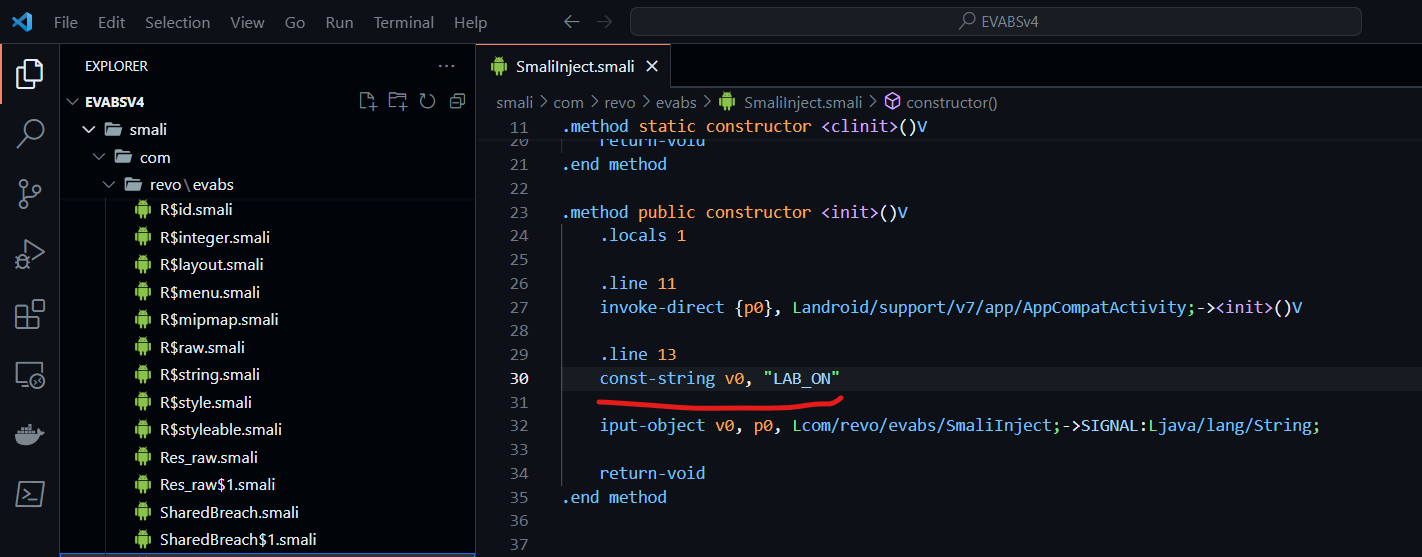 File Edit Selection View Go Run Terminal Help EVABSv4
EXPLORER
EVABSV4
smali
com
revo\evabs
R$id.smali
R$integer.smali
R$layout.smali
R$menu.smali
R$mipmap.smali
R$raw.smali
R$string.smali
R$style.smali
R$styleable.smali
Res_raw.smali
Res_raw$1.smali
SharedBreach.smali
SharedBreach$1.smali
SmaliInject.smali
smali > com > revo > evabs > SmaliInject.smali > constructor()
11 .method static constructor <clinit>()V
20 return-void
21 .end method
22
23 .method public constructor <init>()V
24 .locals 1
25
26 .line 11
27 invoke-direct {p0}, Landroid/support/v7/app/AppCompatActivity;-><init>()V
28
29 .line 13
30 const-string v0, "LAB_ON"
31
32 iput-object v0, p0, Lcom/revo/evabs/SmaliInject;->SIGNAL:Ljava/lang/String;
33
34 return-void
35 .end method
36
37